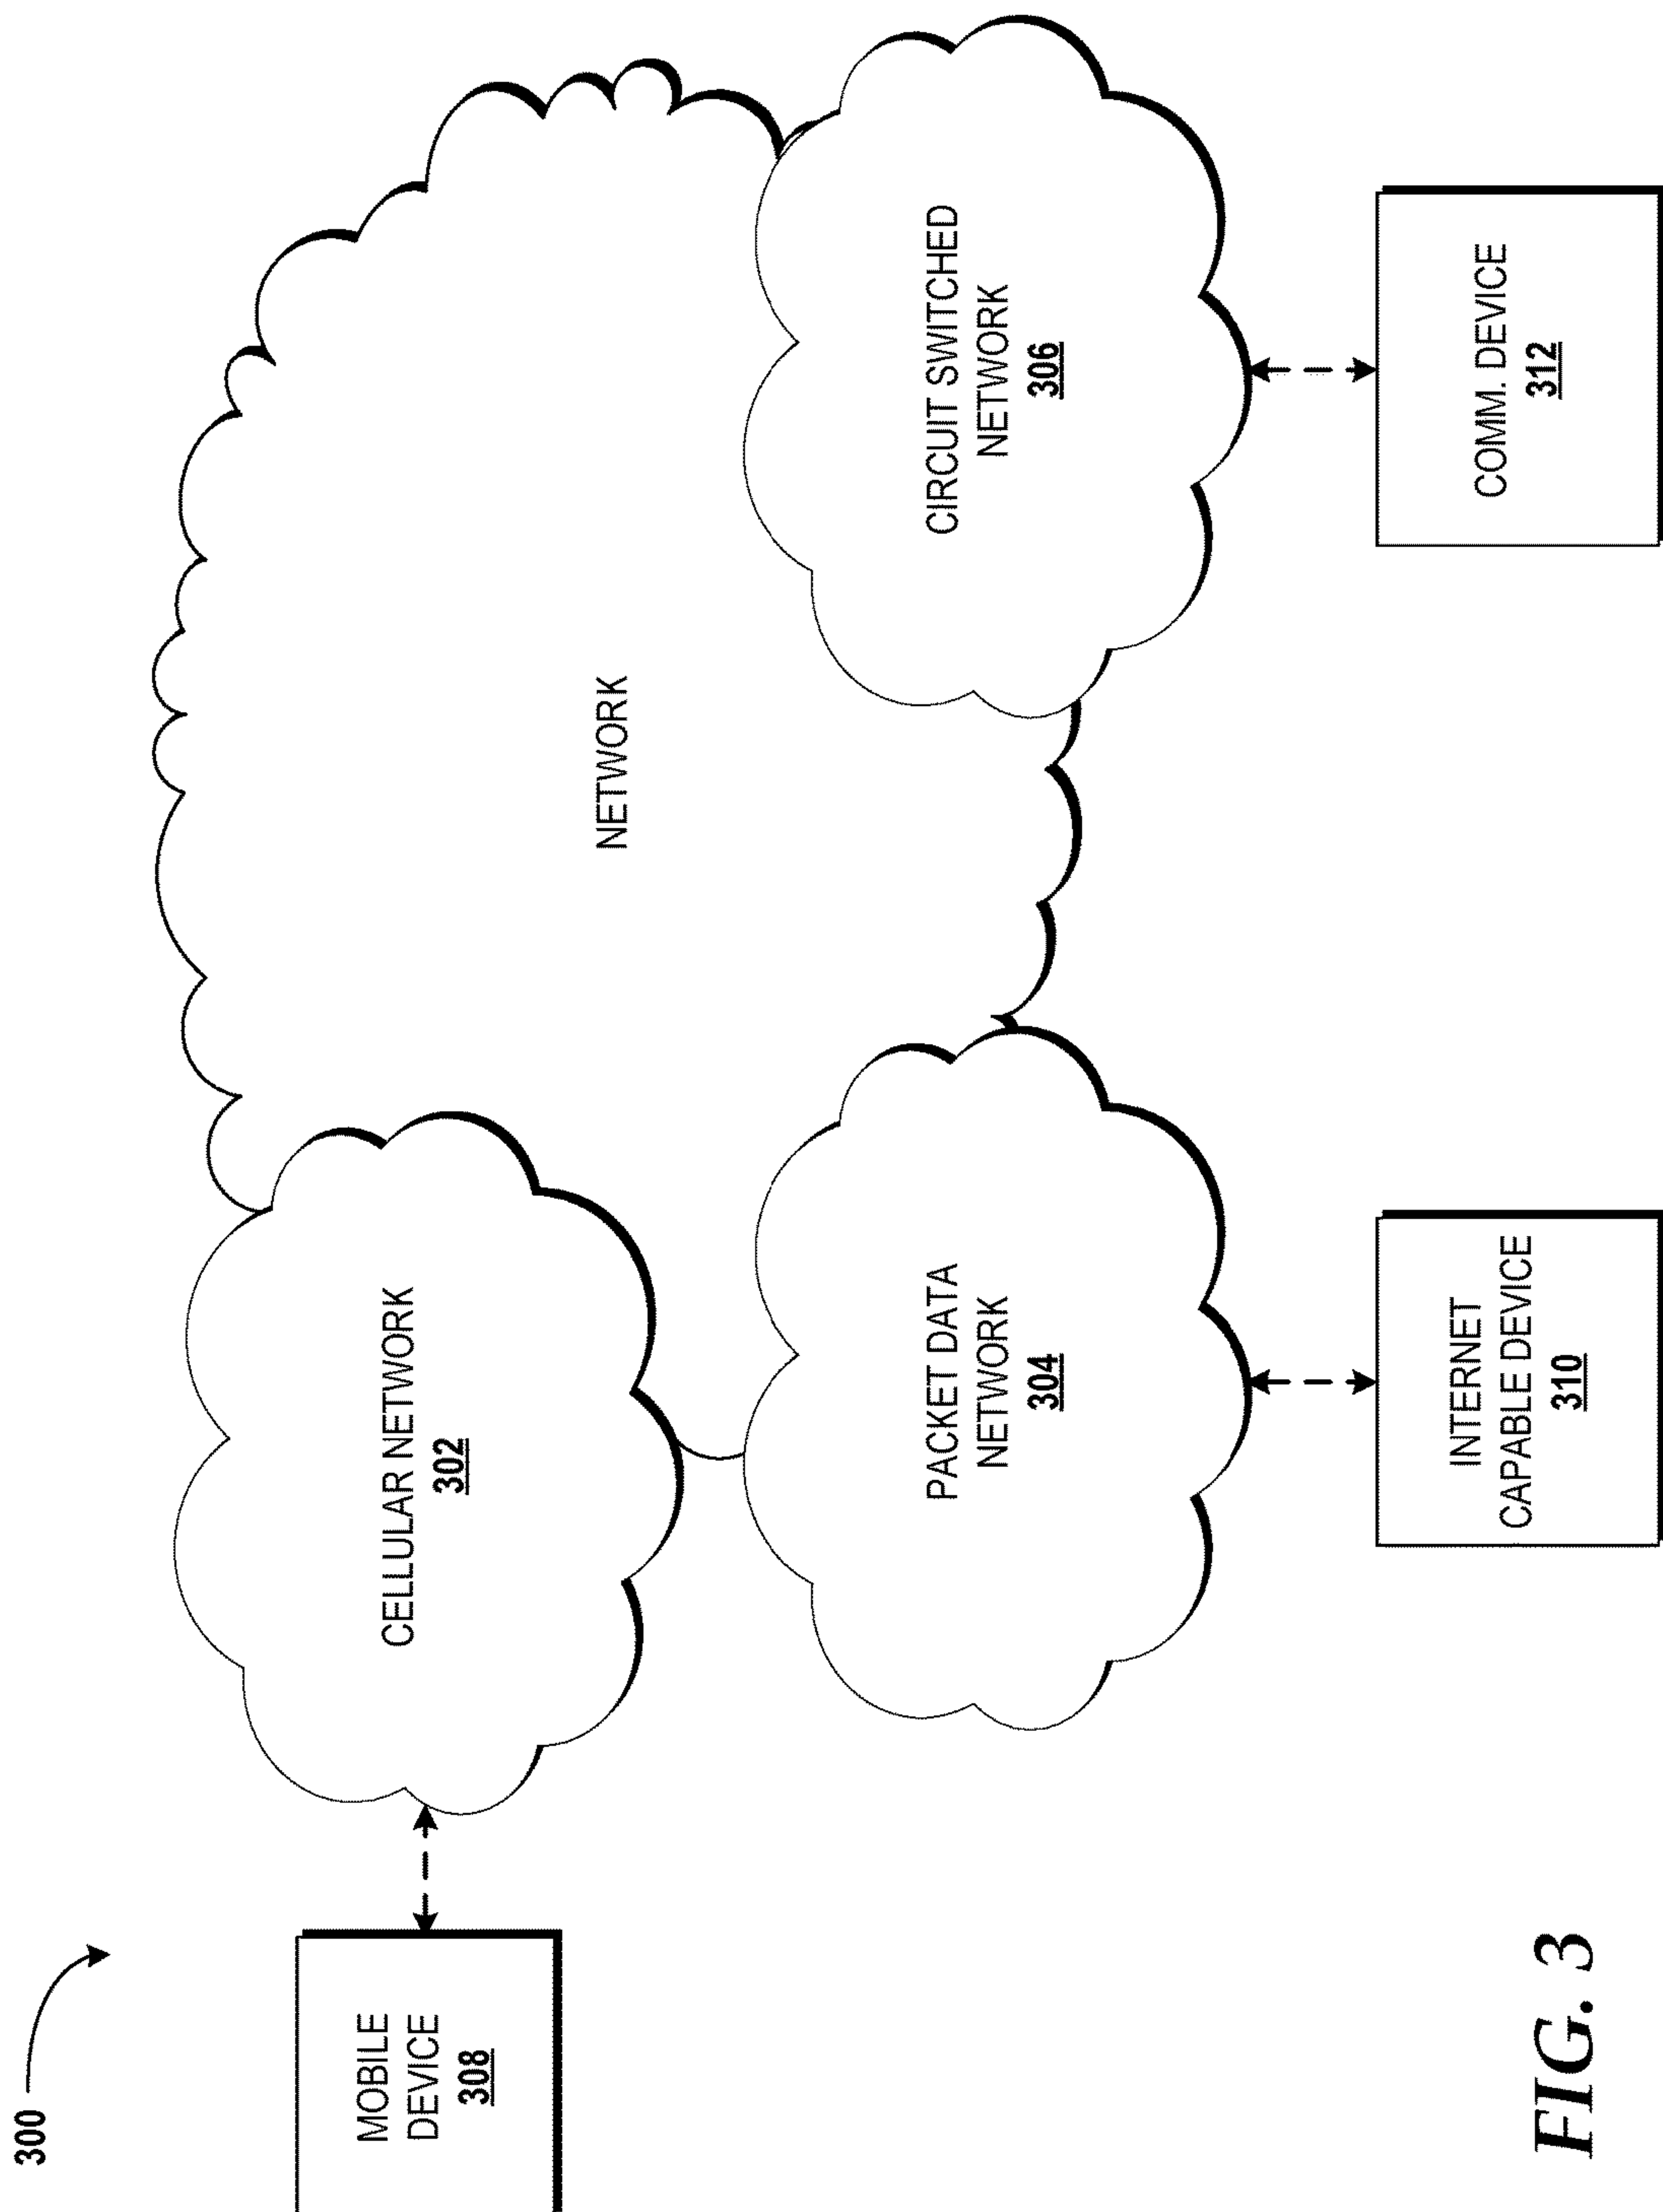 300
NETWORK
CELLULAR NETWORK
302
MOBILE
DEVICE
308
PACKET DATA
NETWORK
304
CIRCUIT SWITCHED
NETWORK
306
INTERNET
CAPABLE DEVICE
310
COMM. DEVICE
312
FIG. 3